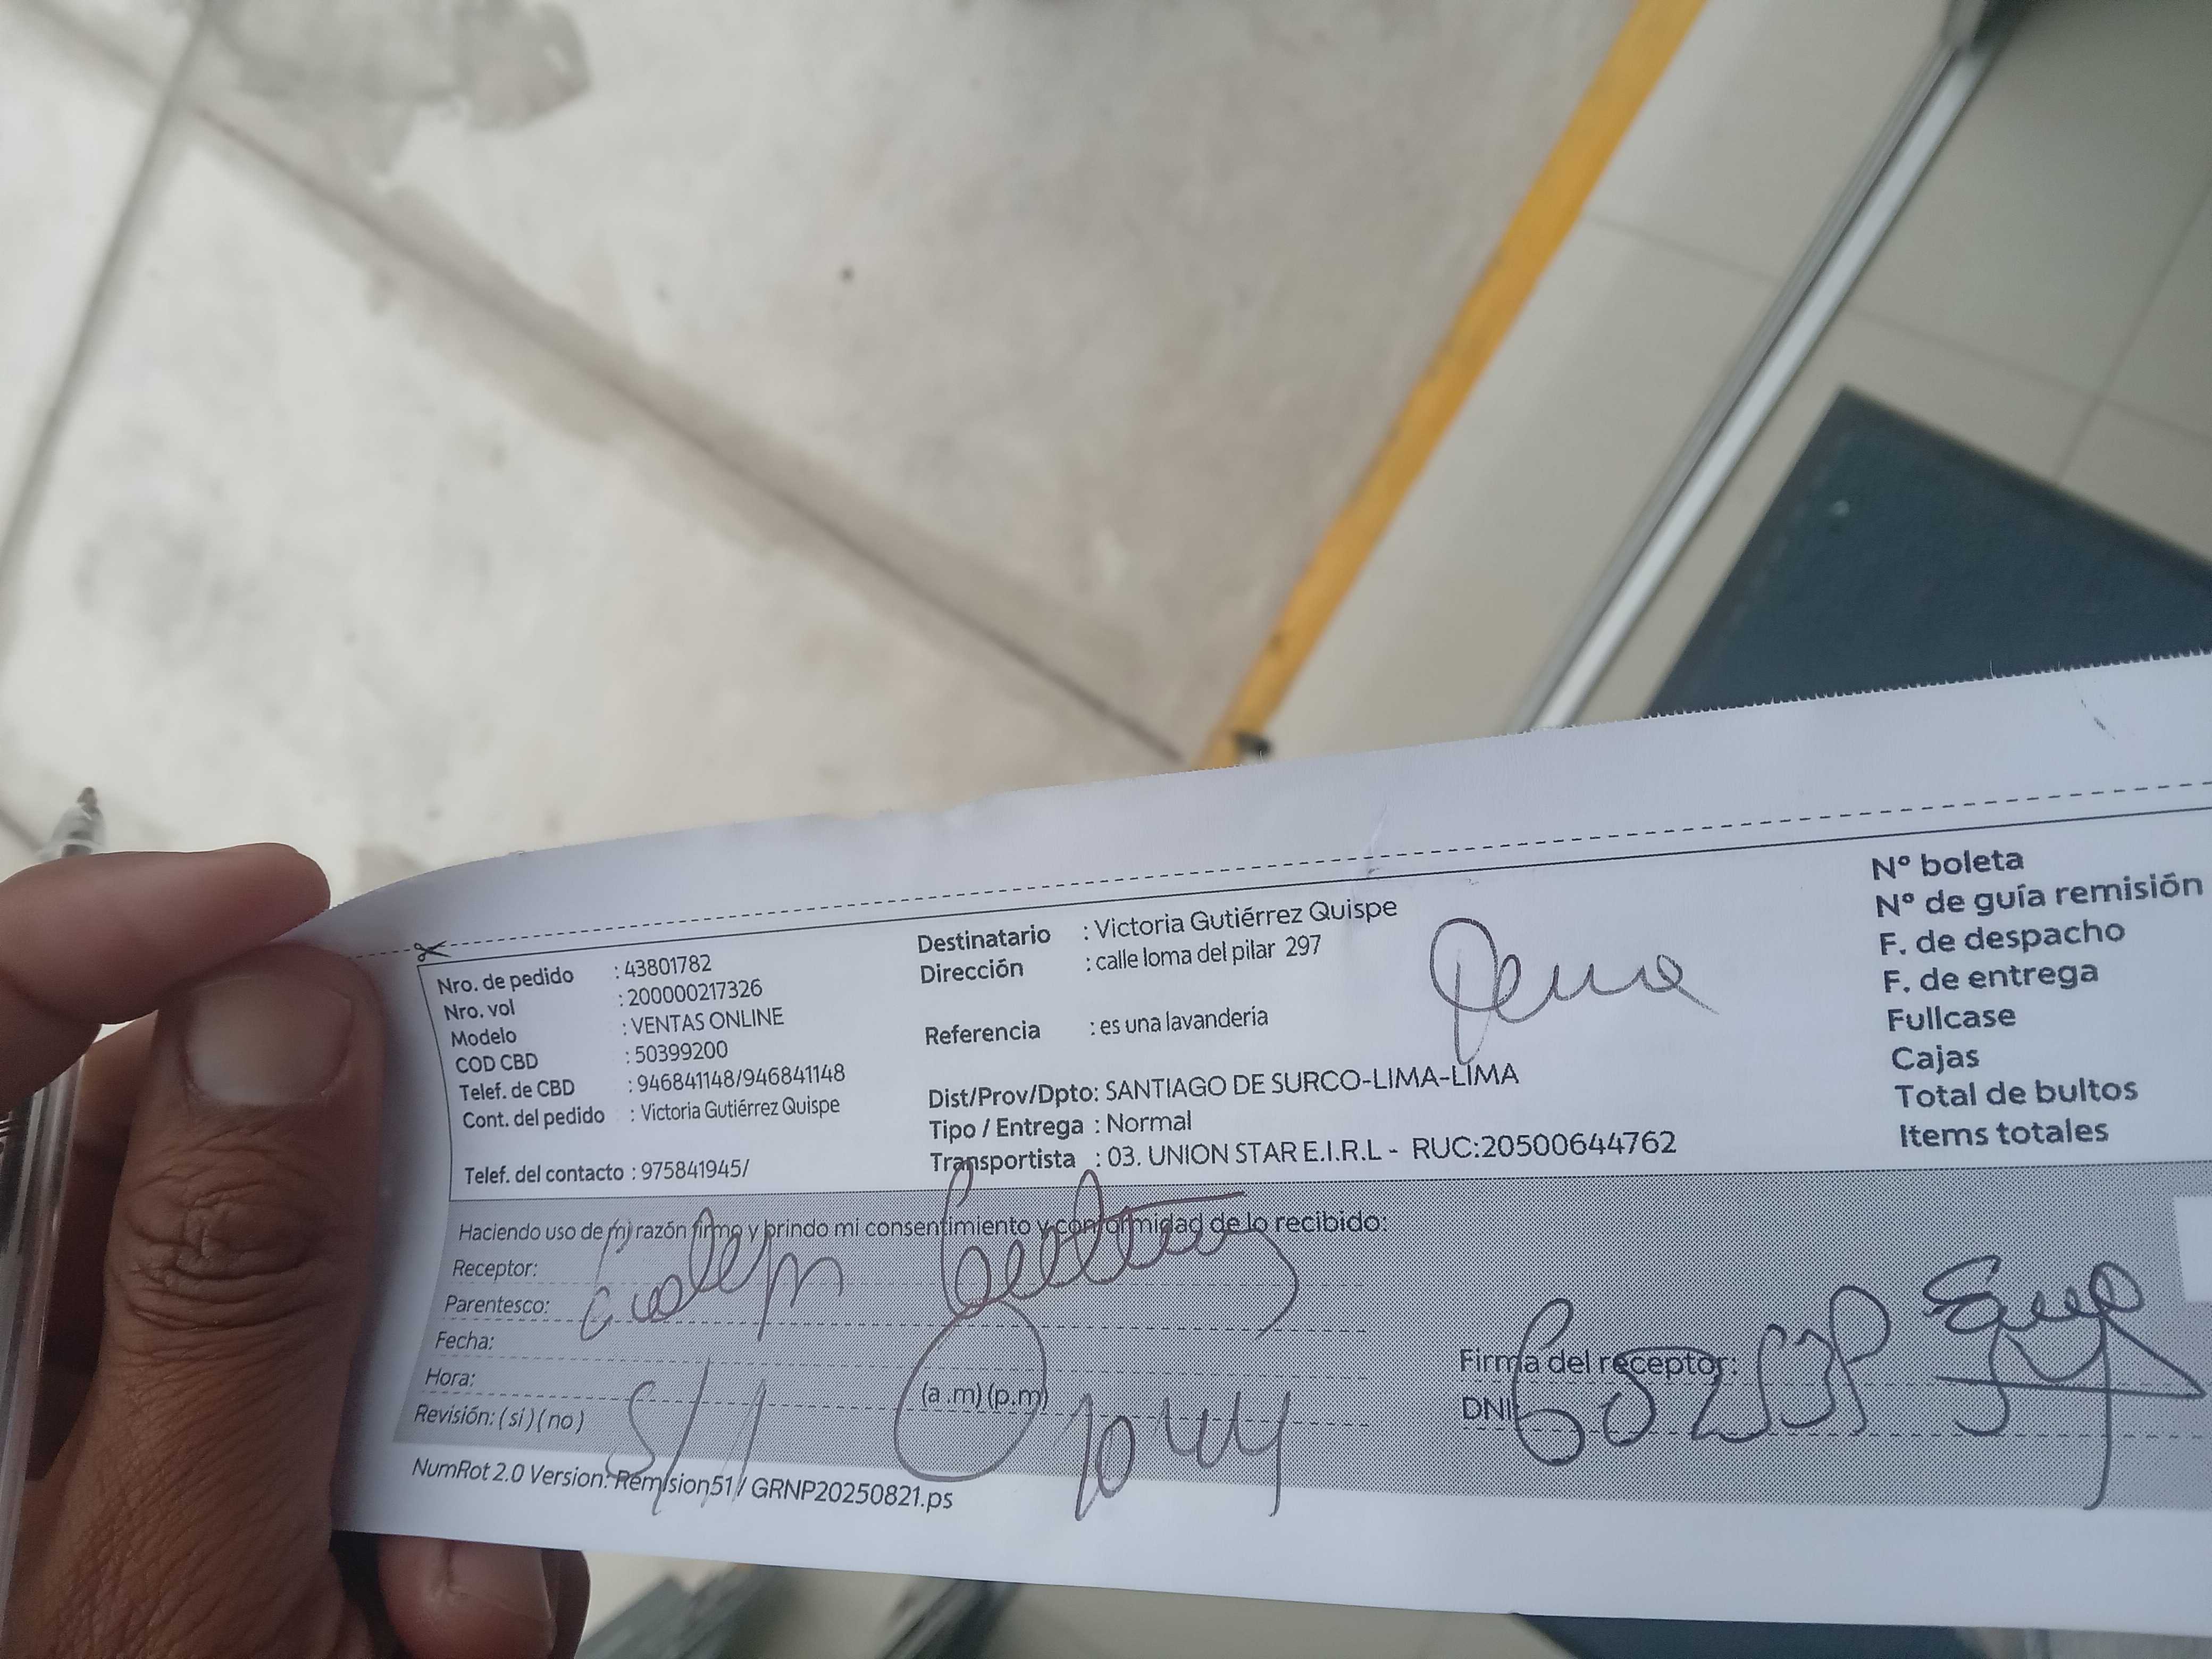 Nro. de pedido : 43801782
Nro. vol : 200000217326
Modelo : VENTAS ONLINE
COD CBD : 50399200
Telef. de CBD : 946841148/946841148
Cont. del pedido : Victoria Gutiérrez Quispe
Telef. del contacto : 975841945/
Destinatario : Victoria Gutiérrez Quispe
Dirección : calle loma del pilar 297
Referencia : es una lavandería
Dist/Prov/Dpto: SANTIAGO DE SURCO-LIMA-LIMA
Tipo / Entrega : Normal
Transportista : 03. UNION STAR E.I.R.L - RUC:20500644762
Nº boleta
Nº de guía remisión
F. de despacho
F. de entrega
Fullcase
Cajas
Total de bultos
Items totales
Haciendo uso de mi razón firmo y brindo mi consentimiento y conformidad de lo recibido:
Receptor:
Parentesco:
Fecha:
Hora: (a .m) (p.m)
Revisión: ( si ) ( no )
Firma del receptor:
DNI
NumRot 2.0 Version: Remision51 / GRNP20250821.ps